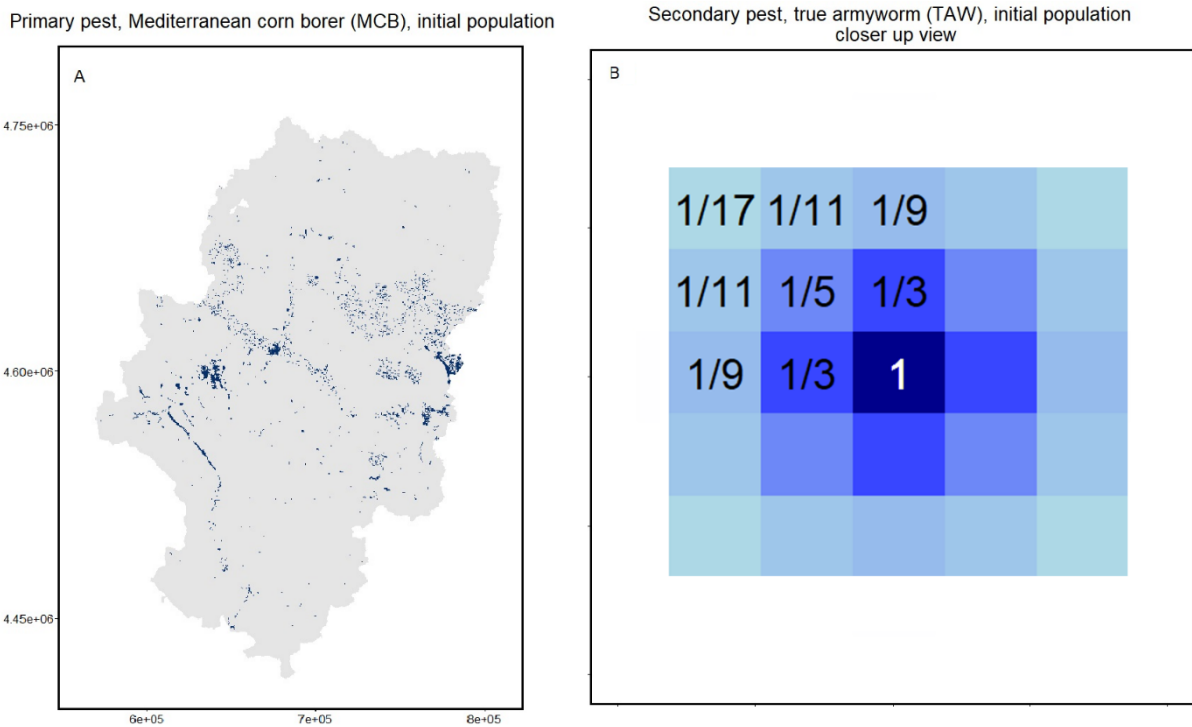 Primary pest, Mediterranean corn borer (MCB), initial population
A
4.75e+06
4.60e+06
4.45e+06
6e+05 7e+05 8e+05
Secondary pest, true armyworm (TAW), initial population
closer up view
B
1/17 1/11 1/9
1/11 1/5 1/3
1/9 1/3 1